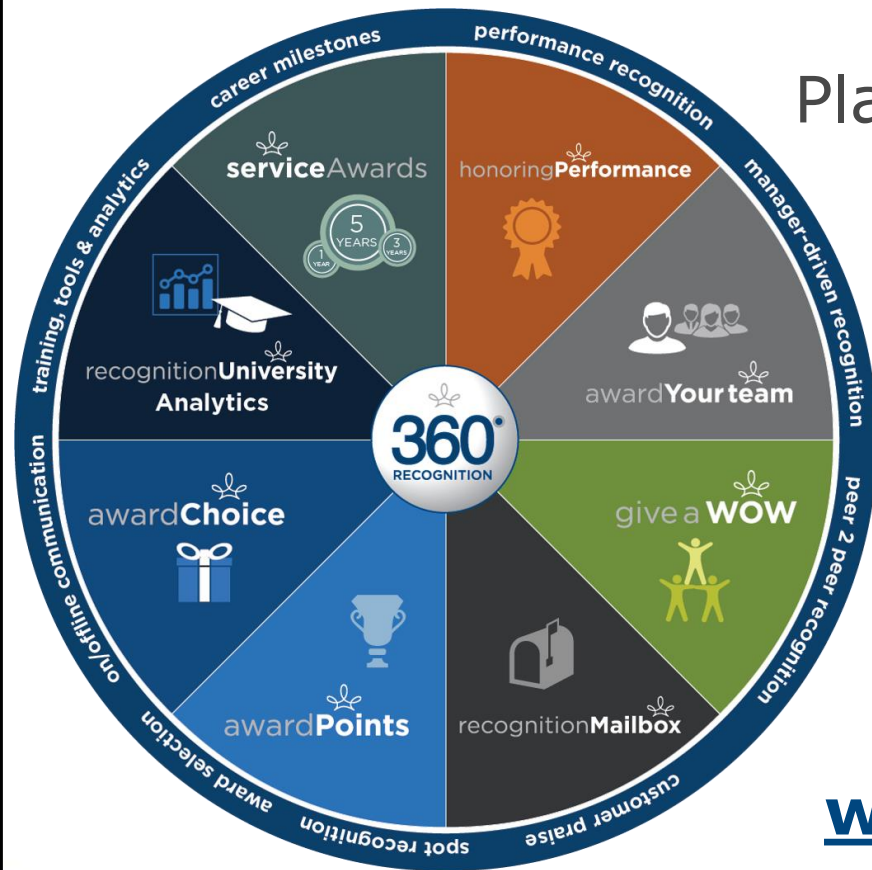 career milestones
performance recognition
manager-driven recognition
peer 2 peer recognition
customer praise
spot recognition
award selection
on/offline communication
training, tools & analytics
serviceAwards
5
YEARS
1
YEAR
3
YEARS
honoringPerformance
awardYourteam
give a WOW
recognitionMailbox
awardPoints
awardChoice
recognitionUniversity
Analytics
360°
RECOGNITION
Pla
w